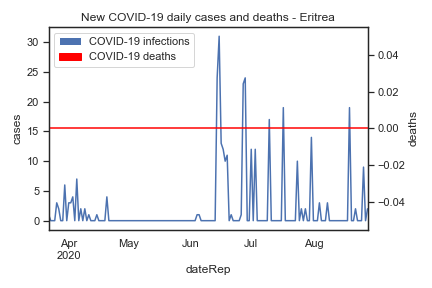 New COVID-19 daily cases and deaths - Eritrea
COVID-19 infections
COVID-19 deaths
30
25
20
15
10
5
0
cases
0.04
0.02
0.00
−0.02
−0.04
deaths
Apr
2020
May
Jun
Jul
Aug
dateRep